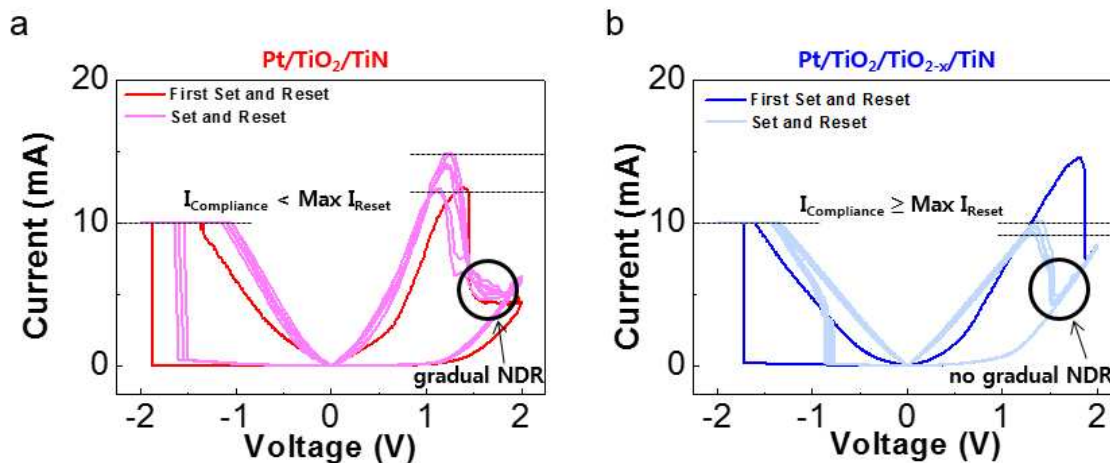 a
Pt/TiO2/TiN
20
10
0
Current (mA)
First Set and Reset
Set and Reset
ICompliance < Max IReset
gradual NDR
-2 -1 0 1 2
Voltage (V)
b
Pt/TiO2/TiO2-x/TiN
20
10
0
Current (mA)
First Set and Reset
Set and Reset
ICompliance ≥ Max IReset
no gradual NDR
-2 -1 0 1 2
Voltage (V)